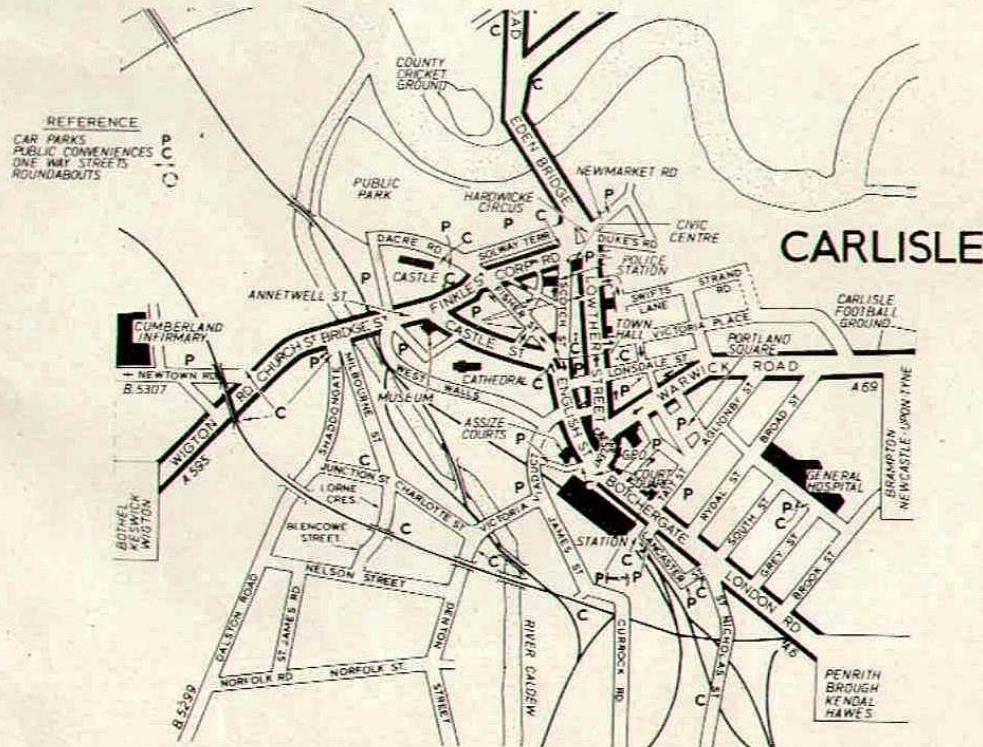 CARLISLE
REFERENCE
CAR PARKS P
PUBLIC CONVENIENCES C
ONE WAY STREETS
ROUNDABOUTS
COUNTY
CRICKET
GROUND
C
C
EDEN BRIDGE
NEWMARKET RD
HARDWICKE
CIRCUS
PUBLIC
PARK
CIVIC
CENTRE
DACRE RD
SOLWAY TERR
DUKE'S RD
CASTLE
CORP RD
POLICE
STATION
ANNETWELL ST
FINKLE ST
FISHER ST
SCOTCH ST
LOWTHER STREET
SWIFTS
LANE
STRAND
RD
TOWN
HALL
VICTORIA PLACE
CARLISLE
FOOTBALL
GROUND
CUMBERLAND
INFIRMARY
CHURCH ST
BRIDGE ST
CASTLE ST
PORTLAND
SQUARE
LONSDALE ST
NEWTOWN RD
B.5307
WEST
WALLS
CATHEDRAL
WARWICK ROAD
A 69
WIGTON RD
A 595
SHADDONGATE
MILBOURNE ST
MUSEUM
ENGLISH ST
ASSIZE
COURTS
AGLIONBY ST
BROAD ST
BRAMPTON
NEWCASTLE-UPON-TYNE
G.P.O.
COURT
SQUARE
GENERAL
HOSPITAL
BOTHEL
KESWICK
WIGTON
JUNCTION ST
CHARLOTTE ST
VICTORIA
LORNE
CRES.
BLENCOWE
STREET
JAMES ST
BOTCHERGATE
RYDAL ST
SOUTH ST
GREY ST
BROOK ST
STATION
LANCASTER
LONDON RD
A.6
NELSON STREET
DALSTON ROAD
ST JAMES RD
DENTON
STREET
NORFOLK RD
NORFOLK ST
B.5299
RIVER CALDEW
CURROCK RD
ST NICHOLAS ST
PENRITH
BROUGH
KENDAL
HAWES